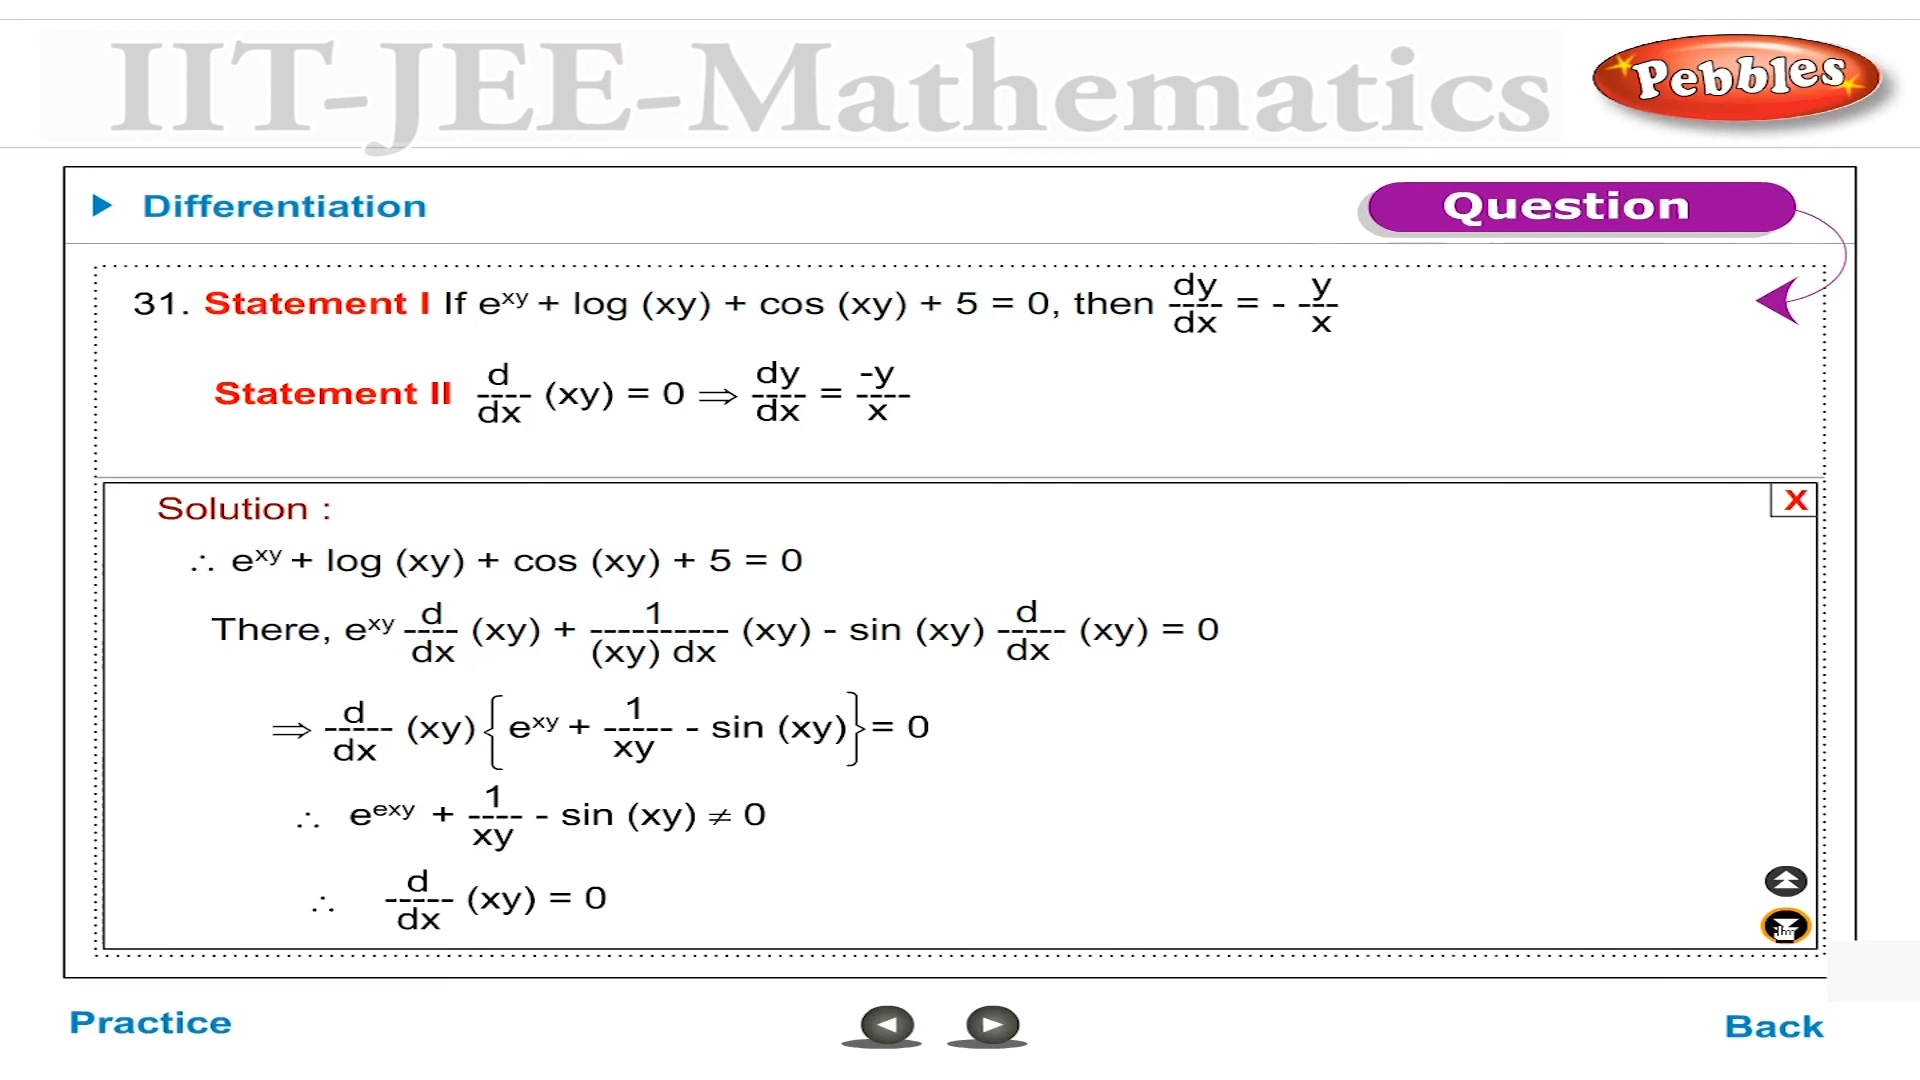 IIT-JEE-Mathematics
Pebbles
Differentiation
Question
31. Statement I If e^xy + log (xy) + cos (xy) + 5 = 0, then dy/dx = - y/x
Statement II d/dx (xy) = 0 ⇒ dy/dx = -y/x
Solution :
X
∴ e^xy + log (xy) + cos (xy) + 5 = 0
There, e^xy d/dx (xy) + 1/(xy) dx (xy) - sin (xy) d/dx (xy) = 0
⇒ d/dx (xy) { e^xy + 1/xy - sin (xy) } = 0
∴ e^exy + 1/xy - sin (xy) ≠ 0
∴ d/dx (xy) = 0
Practice
Back